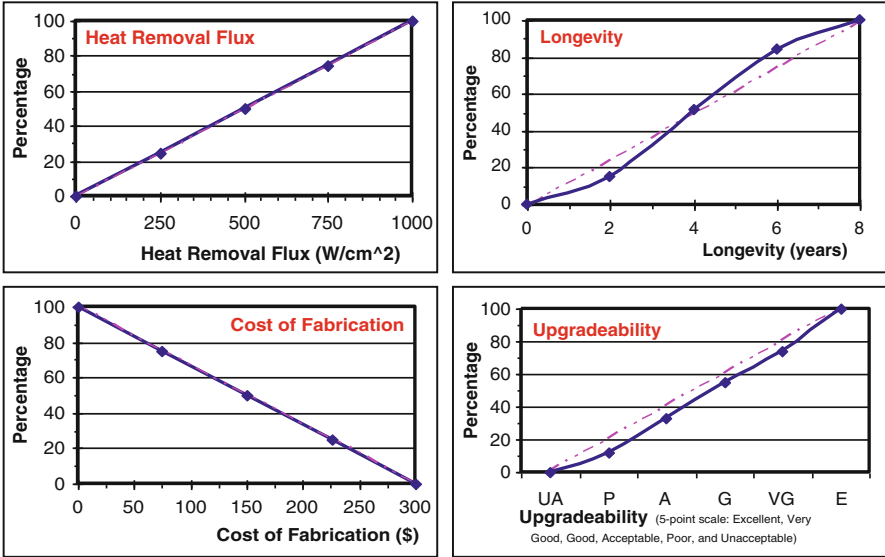 Heat Removal Flux
Percentage
100
80
60
40
20
0
0 250 500 750 1000
Heat Removal Flux (W/cm^2)
Longevity
Percentage
100
80
60
40
20
0
0 2 4 6 8
Longevity (years)
Cost of Fabrication
Percentage
100
80
60
40
20
0
0 50 100 150 200 250 300
Cost of Fabrication ($)
Upgradeability
Percentage
100
80
60
40
20
0
UA P A G VG E
Upgradeability (5-point scale: Excellent, Very
Good, Good, Acceptable, Poor, and Unacceptable)